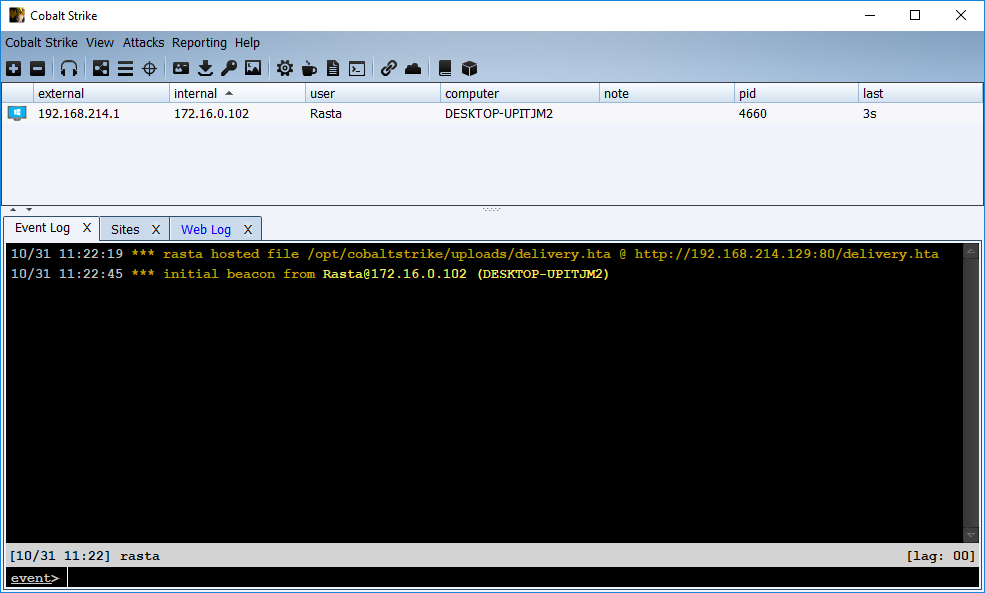 Cobalt Strike
Cobalt Strike View Attacks Reporting Help
external internal user computer note pid last
192.168.214.1 172.16.0.102 Rasta DESKTOP-UPITJM2 4660 3s
Event Log X Sites X Web Log X
10/31 11:22:19 *** rasta hosted file /opt/cobaltstrike/uploads/delivery.hta @ http://192.168.214.129:80/delivery.hta
10/31 11:22:45 *** initial beacon from Rasta@172.16.0.102 (DESKTOP-UPITJM2)
[10/31 11:22] rasta [lag: 00]
event>